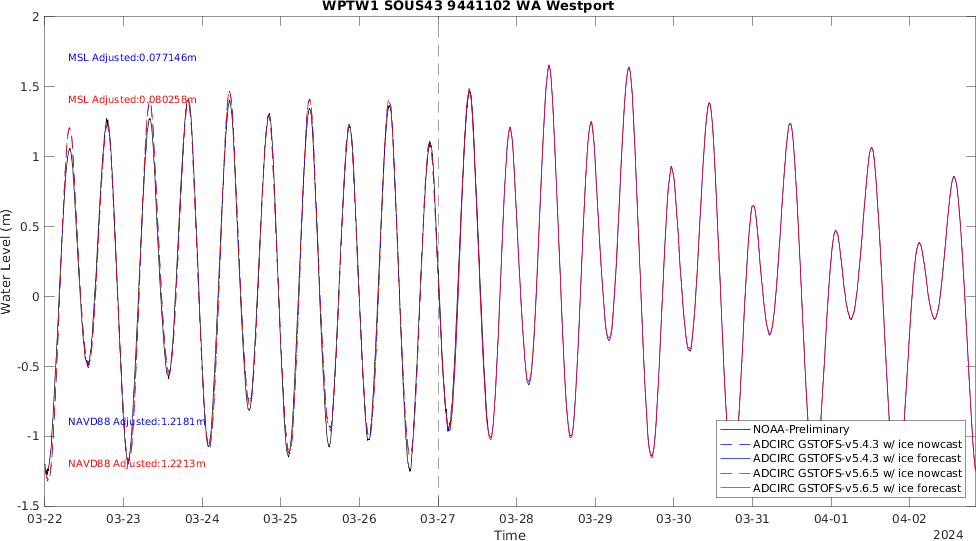 WPTW1 SOUS43 9441102 WA Westport
2
1.5
1
0.5
0
-0.5
-1
-1.5
Water Level (m)
MSL Adjusted:0.077146m
MSL Adjusted:0.080258m
NAVD88 Adjusted:1.2181m
NAVD88 Adjusted:1.2213m
NOAA-Preliminary
ADCIRC GSTOFS-v5.4.3 w/ ice nowcast
ADCIRC GSTOFS-v5.4.3 w/ ice forecast
ADCIRC GSTOFS-v5.6.5 w/ ice nowcast
ADCIRC GSTOFS-v5.6.5 w/ ice forecast
03-22 03-23 03-24 03-25 03-26 03-27 03-28 03-29 03-30 03-31 04-01 04-02
Time
2024